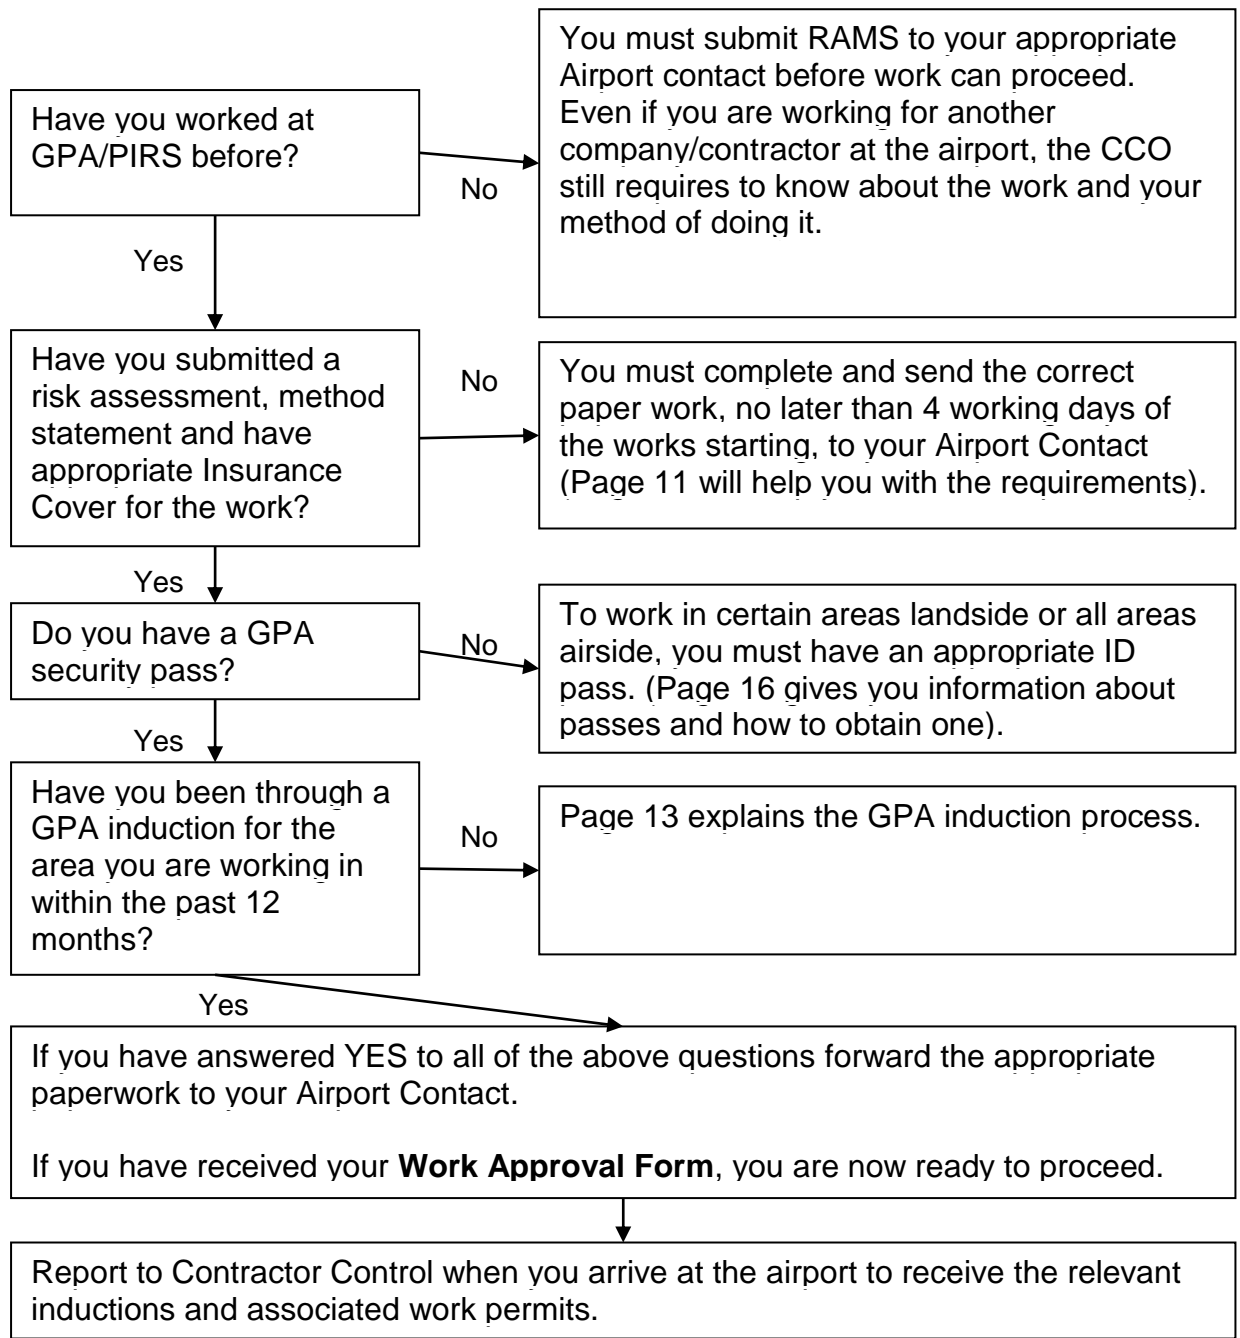 Have you worked at
GPA/PIRS before?
No
You must submit RAMS to your appropriate
Airport contact before work can proceed.
Even if you are working for another
company/contractor at the airport, the CCO
still requires to know about the work and your
method of doing it.
Yes
Have you submitted a
risk assessment, method
statement and have
appropriate Insurance
Cover for the work?
No
You must complete and send the correct
paper work, no later than 4 working days of
the works starting, to your Airport Contact
(Page 11 will help you with the requirements).
Yes
Do you have a GPA
security pass?
No
To work in certain areas landside or all areas
airside, you must have an appropriate ID
pass. (Page 16 gives you information about
passes and how to obtain one).
Yes
Have you been through a
GPA induction for the
area you are working in
within the past 12
months?
No
Page 13 explains the GPA induction process.
Yes
If you have answered YES to all of the above questions forward the appropriate
paperwork to your Airport Contact.
If you have received your Work Approval Form, you are now ready to proceed.
Report to Contractor Control when you arrive at the airport to receive the relevant
inductions and associated work permits.